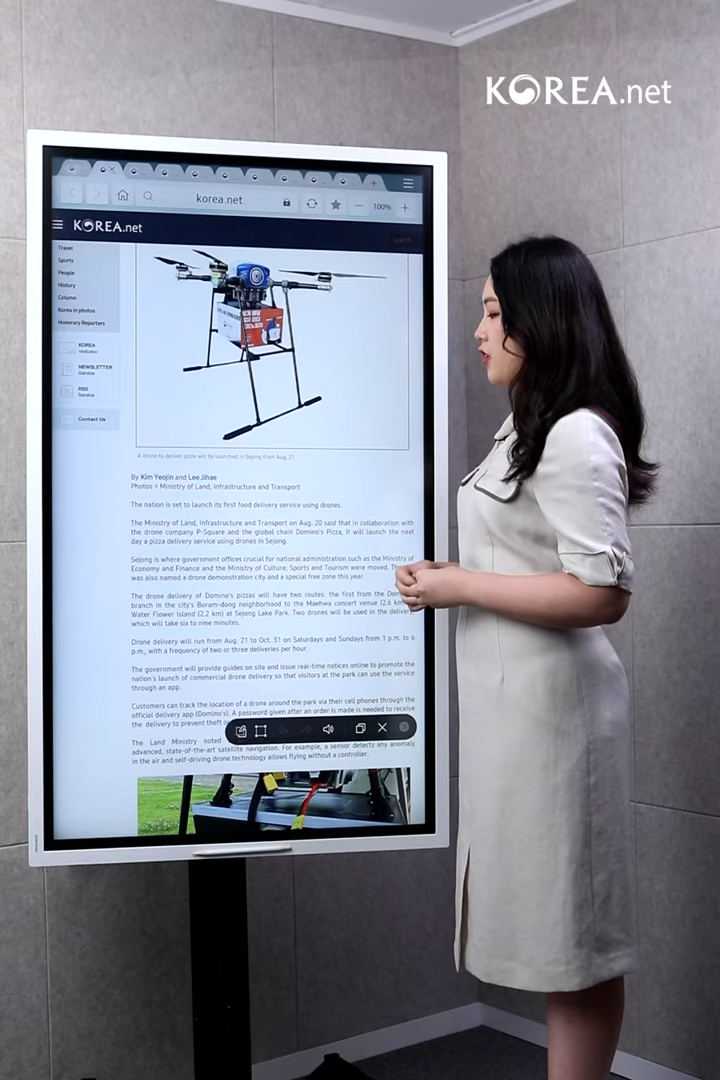 KOREA.net
korea.net
100%
KOREA.net
Travel
Sports
People
History
Column
Korea in photos
Honorary Reporters
KOREA
Webzine
NEWSLETTER
Service
RSS
Service
Contact Us
A drone to deliver pizza will be launched in Sejong from Aug. 21
By Kim Yeojin and Lee Jihae
Photos = Ministry of Land, Infrastructure and Transport
The nation is set to launch its first food delivery service using drones.
The Ministry of Land, Infrastructure and Transport on Aug. 20 said that in collaboration with
the drone company P-Square and the global chain Domino's Pizza, it will launch the next
day a pizza delivery service using drones in Sejong.
Sejong is where government offices crucial for national administration such as the Ministry of
Economy and Finance and the Ministry of Culture, Sports and Tourism were moved.
was also named a drone demonstration city and a special free zone this year.
The drone delivery of Domino's pizzas will have two routes: the first from the
branch in the city's Boram-dong neighborhood to the Maehwa concert venue (2.6 km
Water Flower Island (2.2 km) at Sejong Lake Park. Two drones will be used in the delivery,
which will take six to nine minutes.
Drone delivery will run from Aug. 21 to Oct. 31 on Saturdays and Sundays from 1 p.m. to 6
p.m., with a frequency of two or three deliveries per hour.
The government will provide guides on site and issue real-time notices online to promote the
nation's launch of commercial drone delivery so that visitors at the park can use the service
through an app.
Customers can track the location of a drone around the park via their cell phones through the
official delivery app (Domino's). A password given after an order is made is needed to receive
the delivery to prevent theft
The Land Ministry noted
advanced, state-of-the-art satellite navigation. For example, a sensor detects any anomaly
in the air and self-driving drone technology allows flying without a controller.